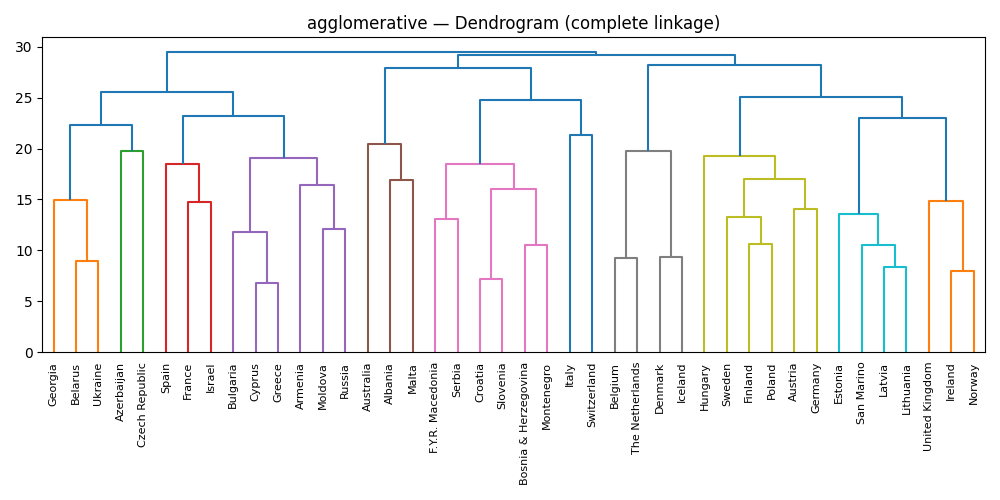 agglomerative — Dendrogram (complete linkage)
30
25
20
15
10
5
0
Georgia
Belarus
Ukraine
Azerbaijan
Czech Republic
Spain
France
Israel
Bulgaria
Cyprus
Greece
Armenia
Moldova
Russia
Australia
Albania
Malta
F.Y.R. Macedonia
Serbia
Croatia
Slovenia
Bosnia & Herzegovina
Montenegro
Italy
Switzerland
Belgium
The Netherlands
Denmark
Iceland
Hungary
Sweden
Finland
Poland
Austria
Germany
Estonia
San Marino
Latvia
Lithuania
United Kingdom
Ireland
Norway